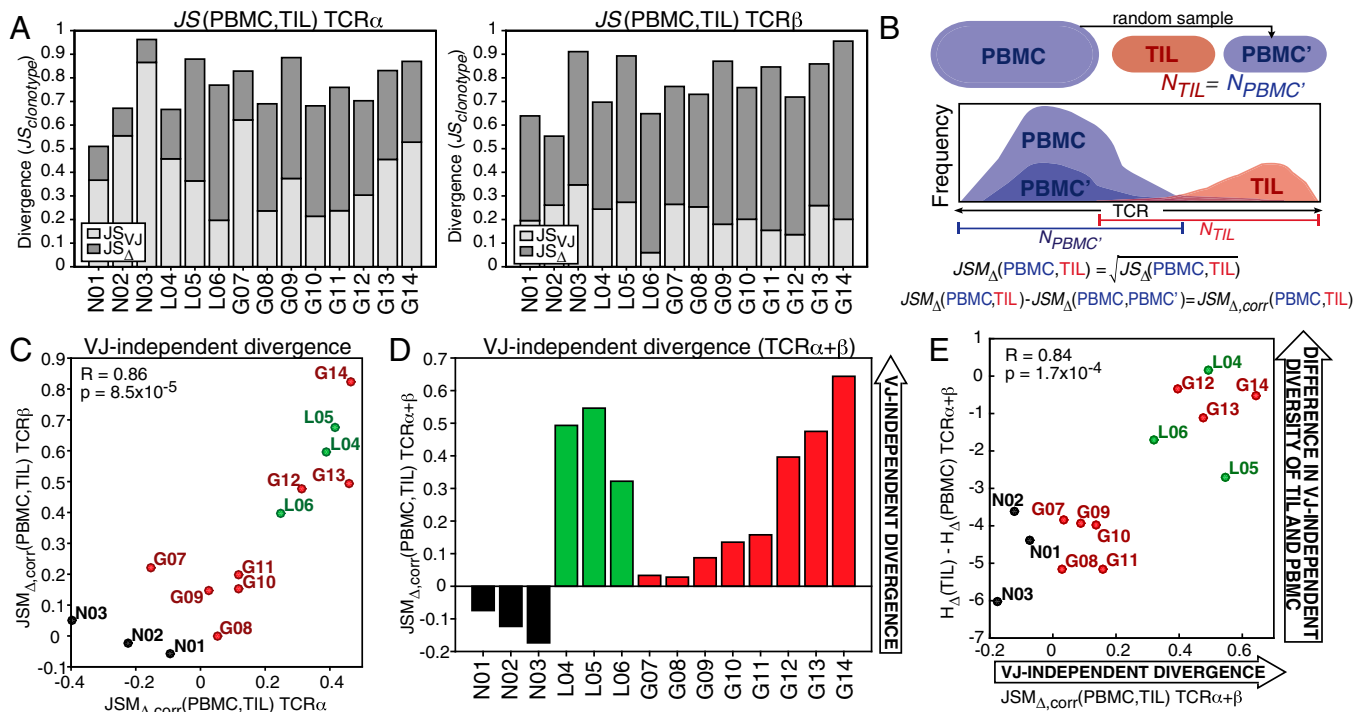 A
JS(PBMC,TIL) TCRα
Divergence (JSclonotype)
1
0.9
0.8
0.7
0.6
0.5
0.4
0.3
0.2
0.1
0
JSVJ
JSΔ
N01 N02 N03 L04 L05 L06 G07 G08 G09 G10 G11 G12 G13 G14
JS(PBMC,TIL) TCRβ
Divergence (JSclonotype)
1
0.9
0.8
0.7
0.6
0.5
0.4
0.3
0.2
0.1
0
JSVJ
JSΔ
N01 N02 N03 L04 L05 L06 G07 G08 G09 G10 G11 G12 G13 G14
B
random sample
PBMC TIL PBMC'
NTIL= NPBMC'
Frequency
PBMC
PBMC' TIL
TCR
NPBMC' NTIL
JSMΔ(PBMC,TIL) =√JSΔ(PBMC,TIL)
JSMΔ(PBMC,TIL)-JSMΔ(PBMC,PBMC')=JSMΔ,corr(PBMC,TIL)
C
VJ-independent divergence
R = 0.86
p = 8.5x10-5
JSMΔ,corr(PBMC,TIL) TCRβ
0.9
0.8
0.7
0.6
0.5
0.4
0.3
0.2
0.1
0
-0.1
G14
L05
L04
G12 G13
L06
G07
G11
G10
G09
N03
N02
N01
G08
-0.4 -0.2 0 0.2 0.4
JSMΔ,corr(PBMC,TIL) TCRα
D
VJ-independent divergence (TCRα+β)
JSMΔ,corr(PBMC,TIL) TCRα+β
0.7
0.6
0.5
0.4
0.3
0.2
0.1
0
-0.1
-0.2
N01 N02 N03 L04 L05 L06 G07 G08 G09 G10 G11 G12 G13 G14
VJ-INDEPENDENT DIVERGENCE
E
R = 0.84
p = 1.7x10-4
HΔ(TIL) - HΔ(PBMC) TCRα+β
1
0
-1
-2
-3
-4
-5
-6
-7
L04
G12 G14
G13
L06
L05
N02
G07 G09
G10
N01
G08 G11
N03
-0.2 0 0.2 0.4 0.6
VJ-INDEPENDENT DIVERGENCE
JSMΔ,corr(PBMC,TIL) TCRα+β
DIFFERENCE IN VJ-INDEPENDENT
DIVERSITY OF TIL AND PBMC